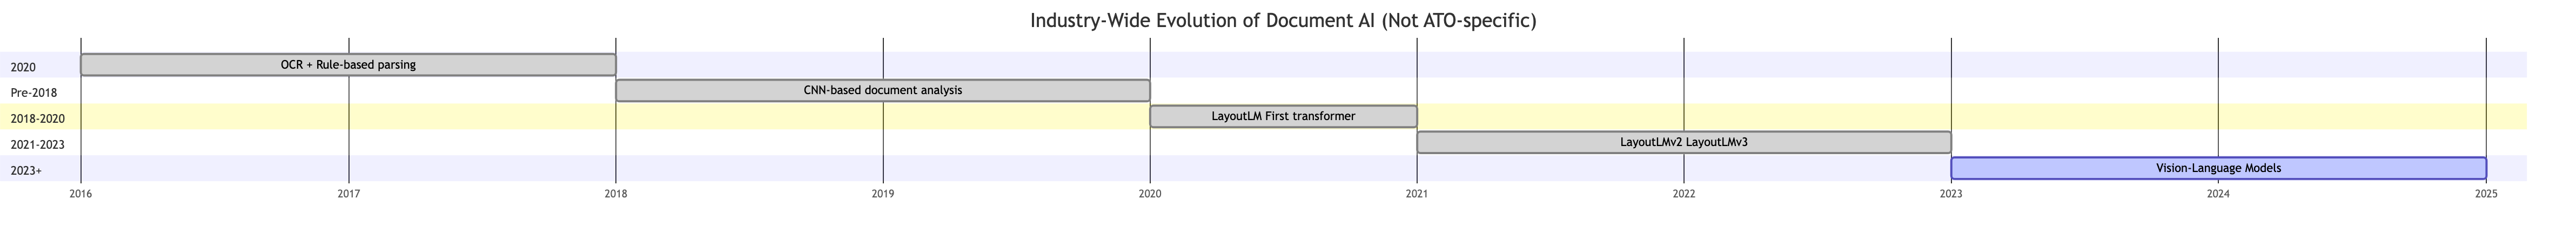 Industry-Wide Evolution of Document AI (Not ATO-specific)
2020
OCR + Rule-based parsing
Pre-2018
CNN-based document analysis
2018-2020
LayoutLM First transformer
2021-2023
LayoutLMv2 LayoutLMv3
2023+
Vision-Language Models
2016 2017 2018 2019 2020 2021 2022 2023 2024 2025